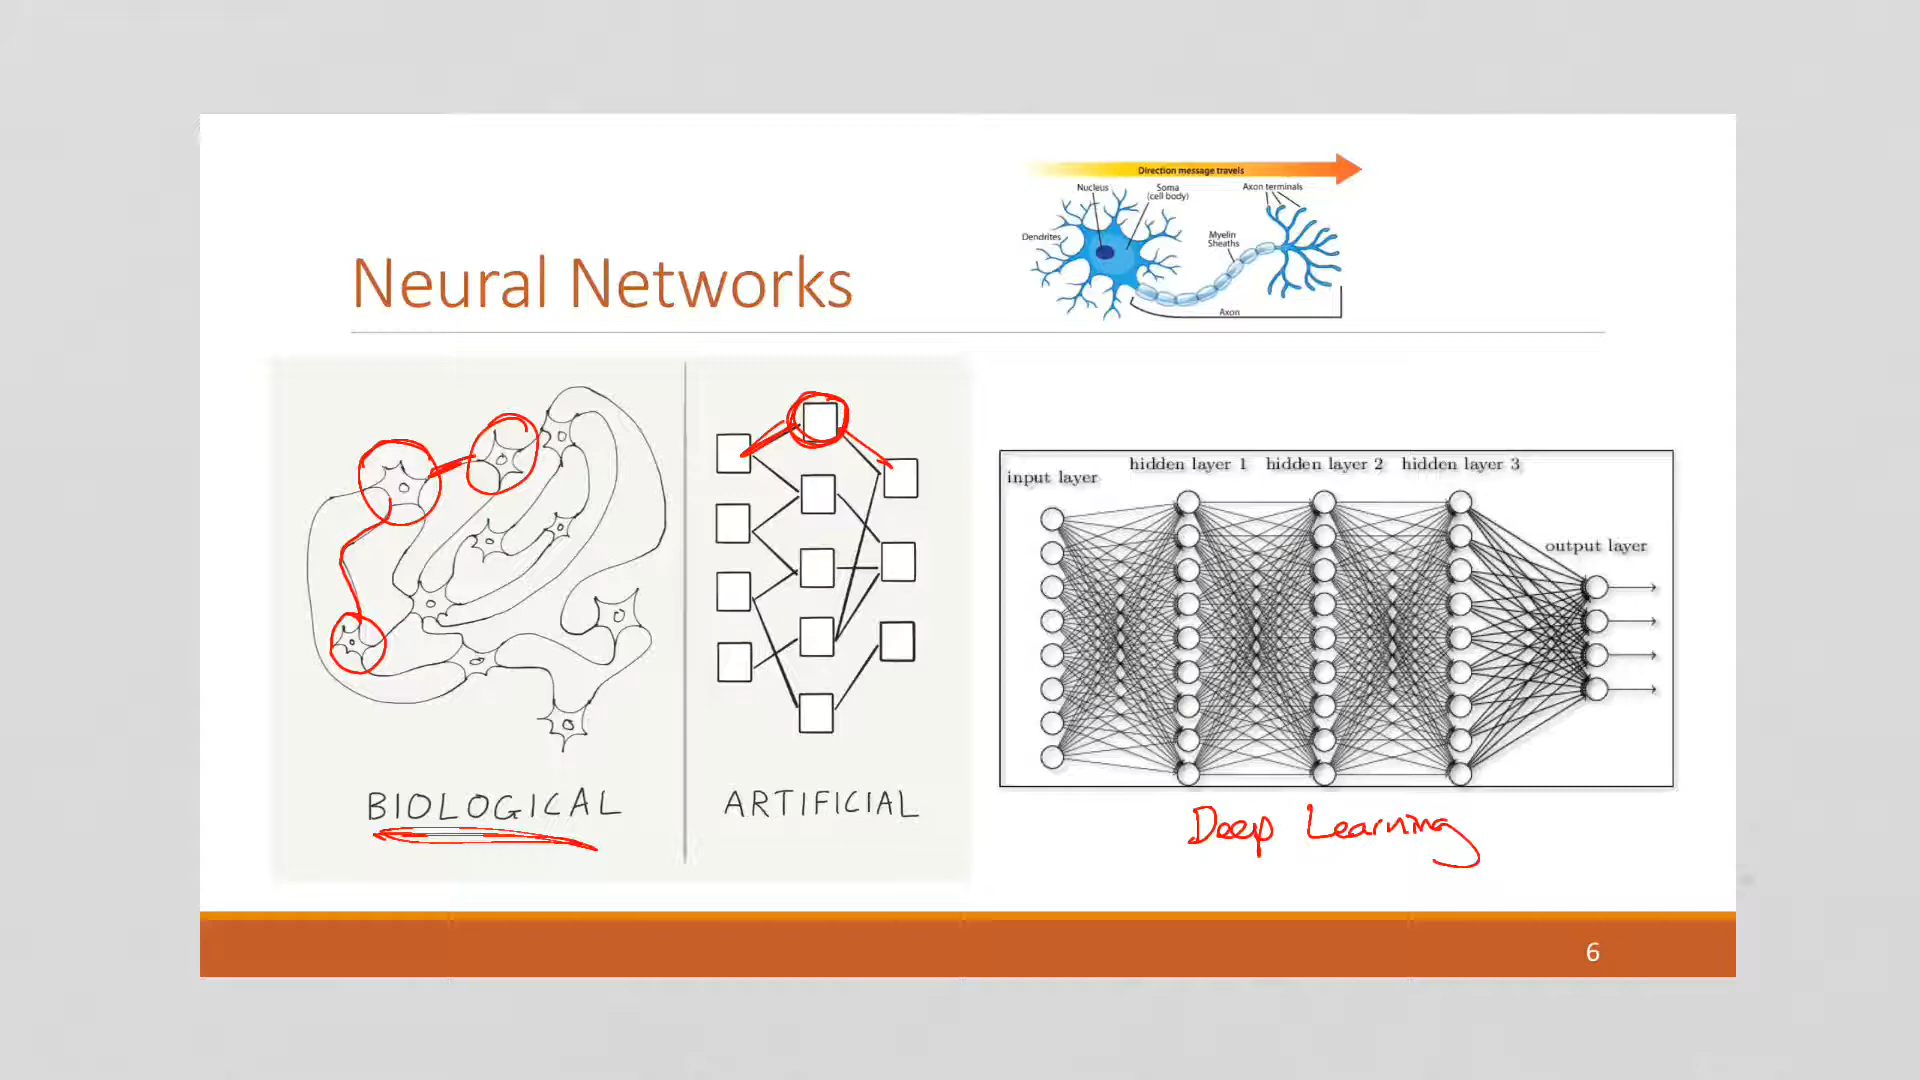 Direction message travels
Nucleus
Soma
(cell body)
Axon terminals
Dendrites
Myelin
Sheaths
Axon
Neural Networks
BIOLOGICAL
ARTIFICIAL
input layer
hidden layer 1
hidden layer 2
hidden layer 3
output layer
Deep Learning
6